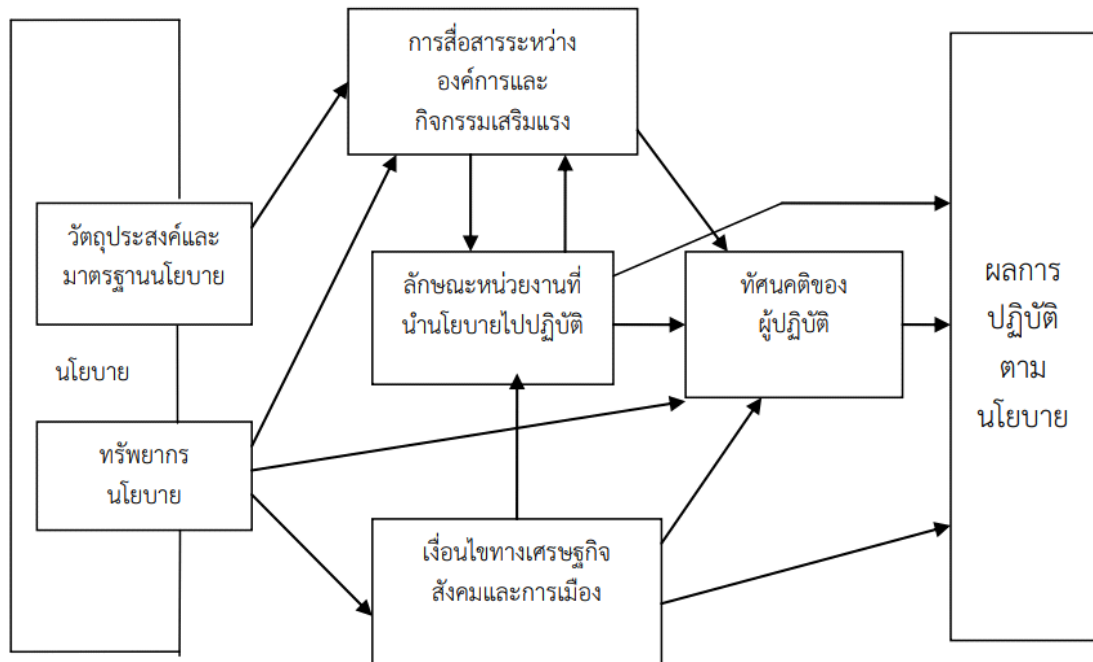 การสื่อสารระหว่าง
องค์การและ
กิจกรรมเสริมแรง
วัตถุประสงค์และ
มาตรฐานนโยบาย
นโยบาย
ทรัพยากร
นโยบาย
ลักษณะหน่วยงานที่
นำนโยบายไปปฏิบัติ
ทัศนคติของ
ผู้ปฏิบัติ
เงื่อนไขทางเศรษฐกิจ
สังคมและการเมือง
ผลการ
ปฏิบัติ
ตาม
นโยบาย